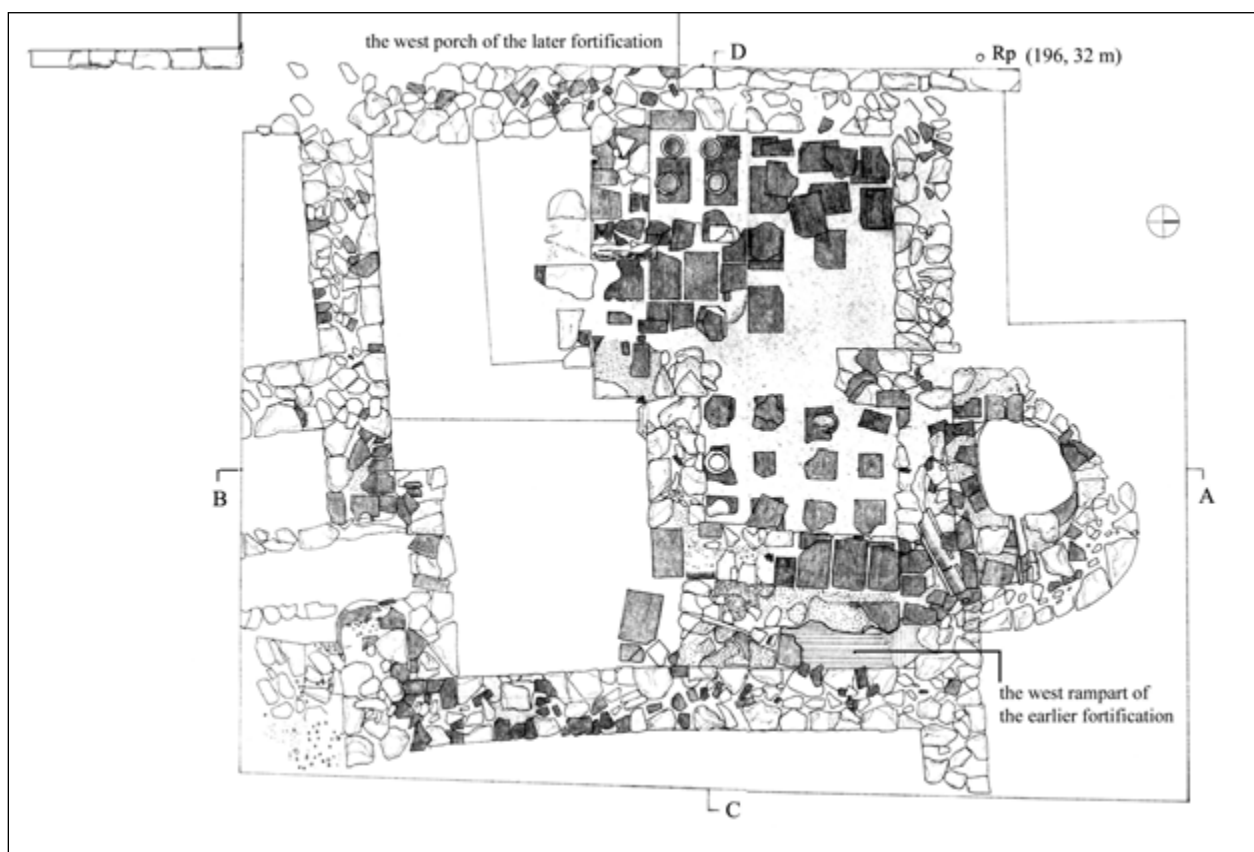 the west porch of the later fortification
D
Rp (196, 32 m)
B
A
the west rampart of
the earlier fortification
C